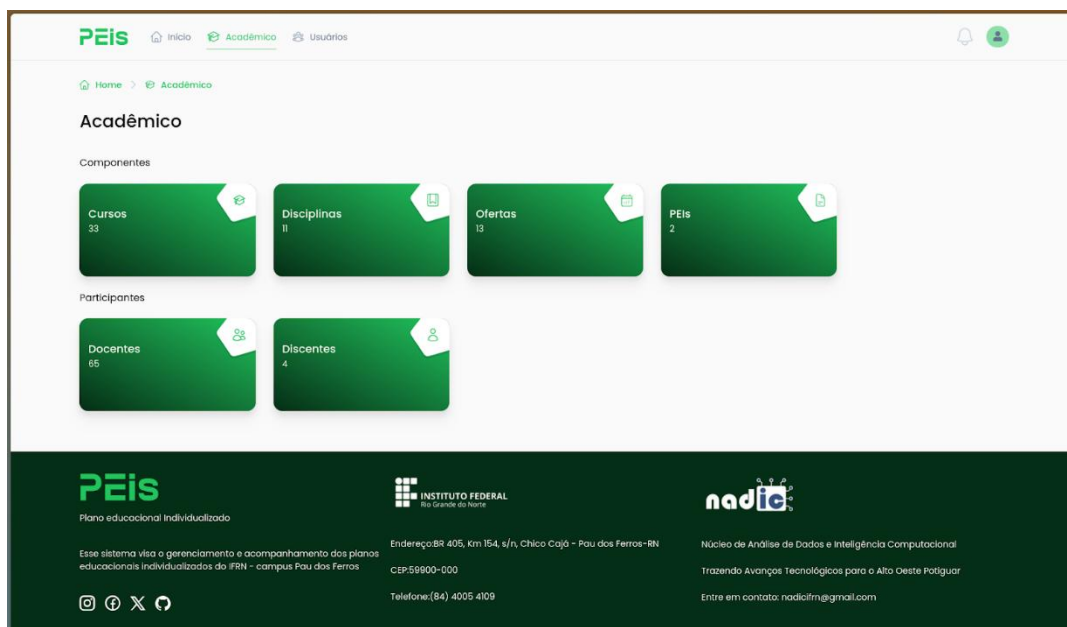 PEis
Início
Acadêmico
Usuários
Home > Acadêmico
Acadêmico
Componentes
Cursos
33
Disciplinas
11
Ofertas
13
PEIs
2
Participantes
Docentes
65
Discentes
4
PEis
Plano educacional Individualizado
Esse sistema visa o gerenciamento e acompanhamento dos planos
educacionais individualizados do IFRN - campus Pau dos Ferros
INSTITUTO FEDERAL
Rio Grande do Norte
Endereço:BR 405, Km 154, s/n, Chico Cajá - Pau dos Ferros-RN
CEP:59900-000
Telefone:(84) 4005 4109
nadic
Núcleo de Análise de Dados e Inteligência Computacional
Trazendo Avanços Tecnológicos para o Alto Oeste Potiguar
Entre em contato: nadicifrn@gmail.com